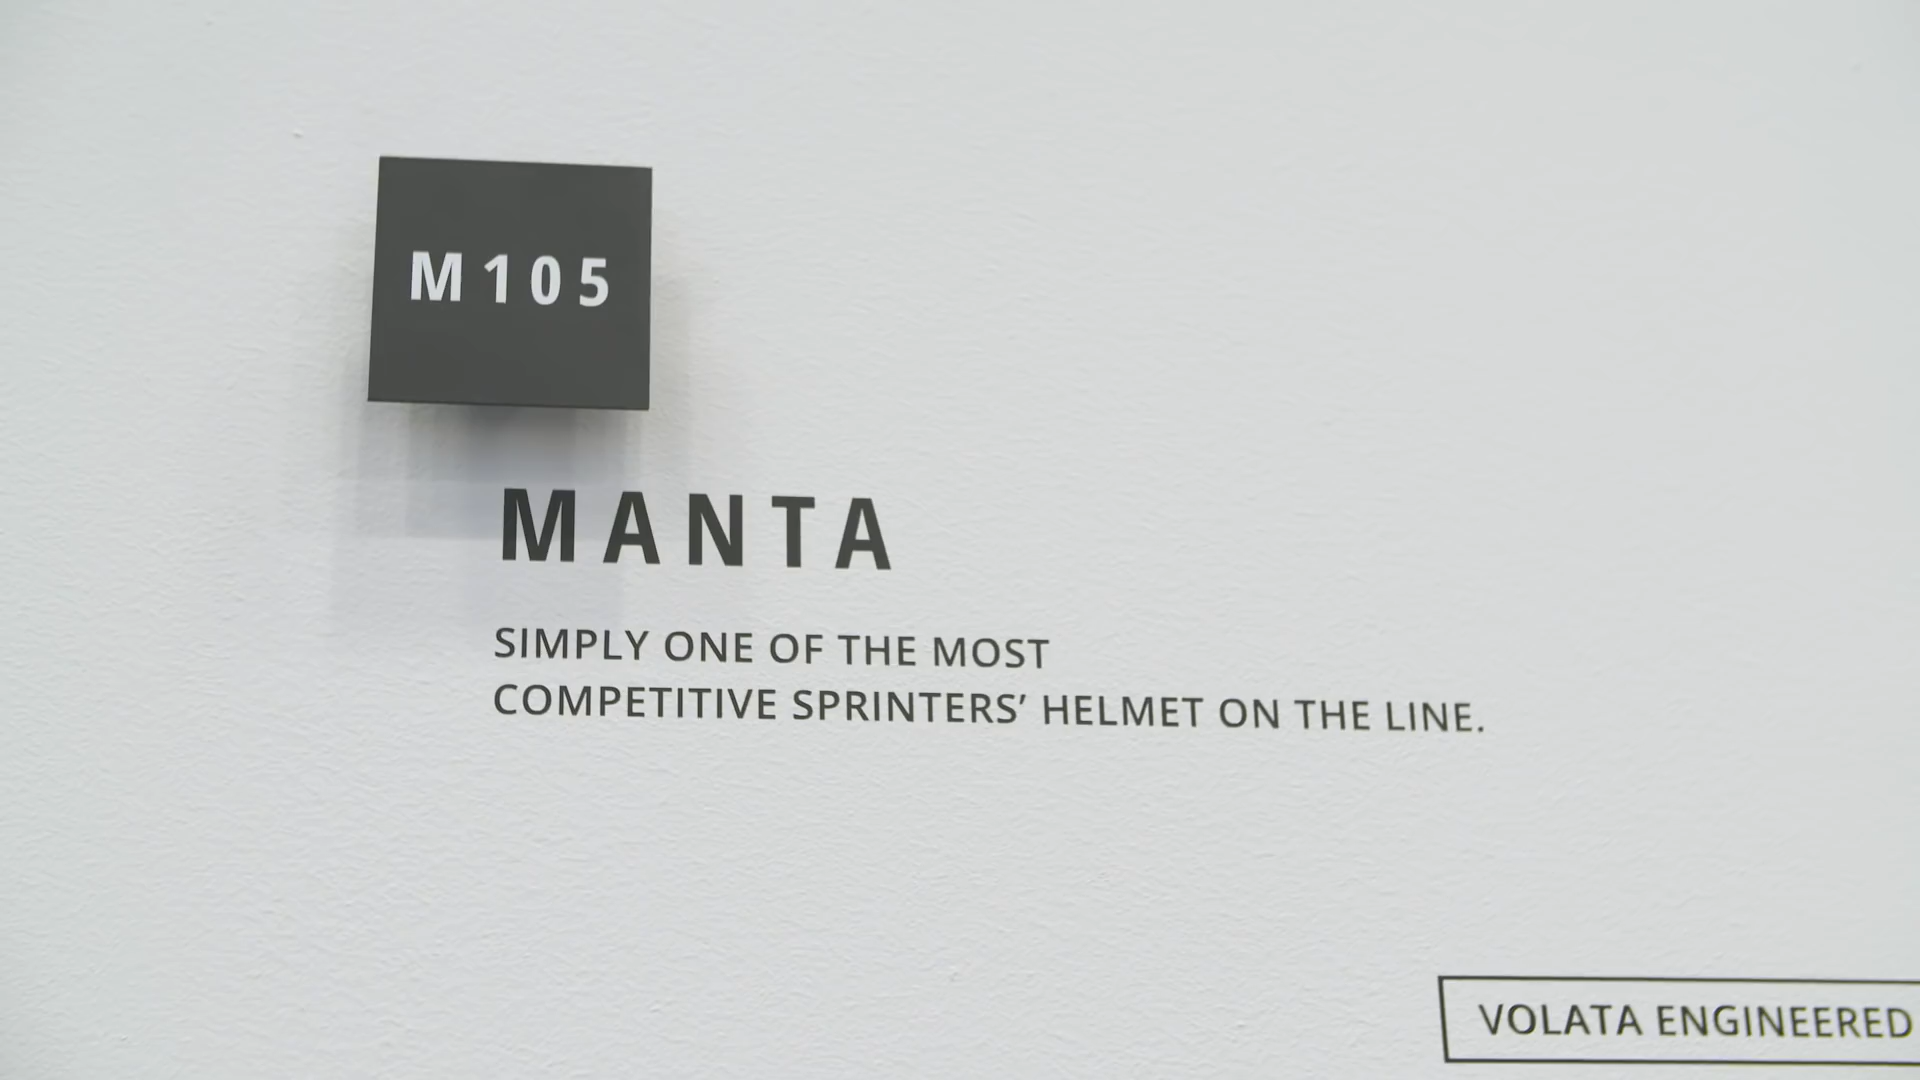 M105
MANTA
SIMPLY ONE OF THE MOST
COMPETITIVE SPRINTERS’ HELMET ON THE LINE.
VOLATA ENGINEERED